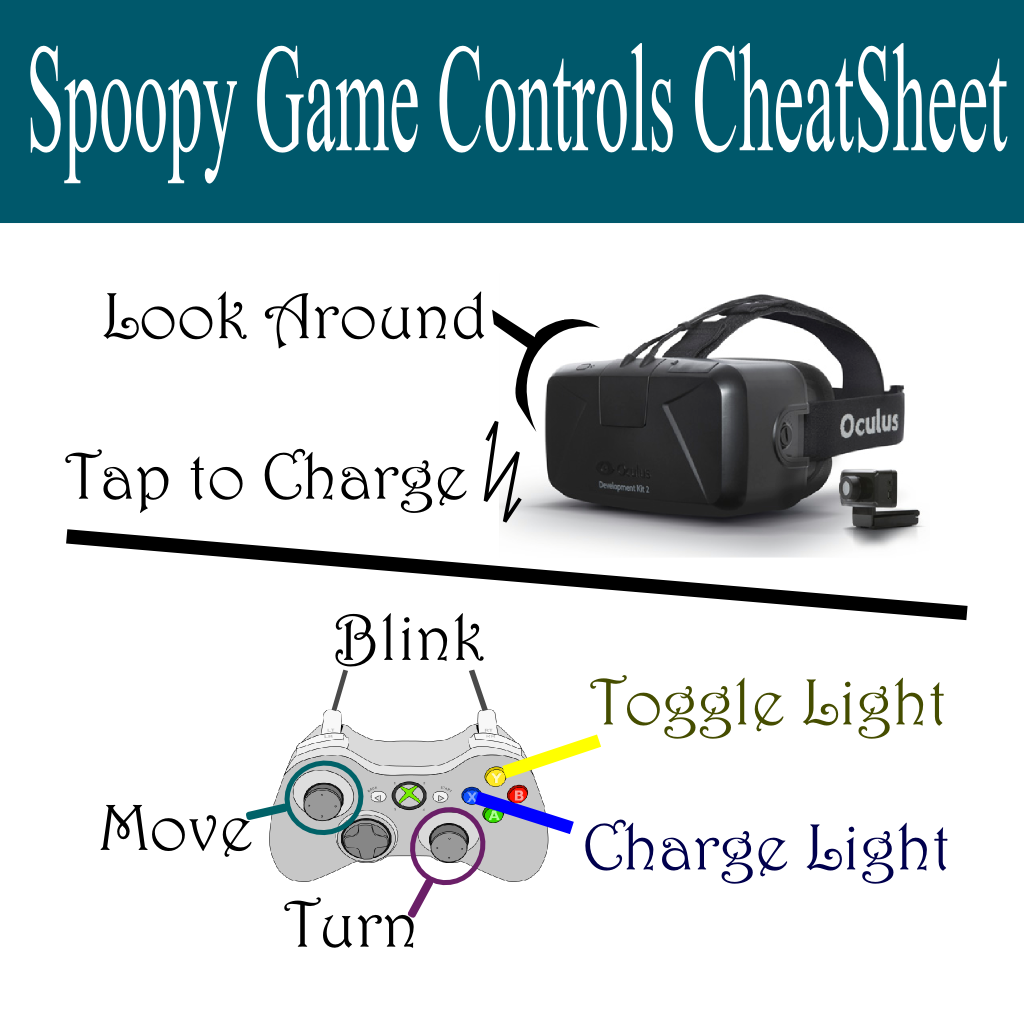 Spoopy Game Controls CheatSheet
Look Around
Oculus
Tap to Charge
Oculus
Development Kit 2
Blink
Toggle Light
Y
X
B
A
Move
Charge Light
Turn